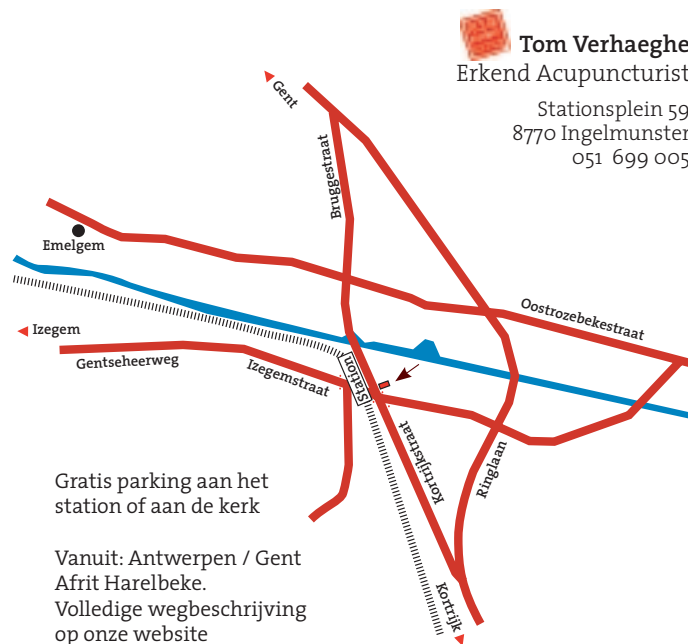 Tom Verhaeghe
Erkend Acupuncturist
Stationsplein 59
8770 Ingelmunster
051 699 005
Gent
Bruggestraat
Emelgem
Oostrozebekestraat
Izegem
Gentseheerweg
Izegemstraat
Station
Kortrijkstraat
Ringlaan
Kortrijk
Gratis parking aan het
station of aan de kerk
Vanuit: Antwerpen / Gent
Afrit Harelbeke.
Volledige wegbeschrijving
op onze website